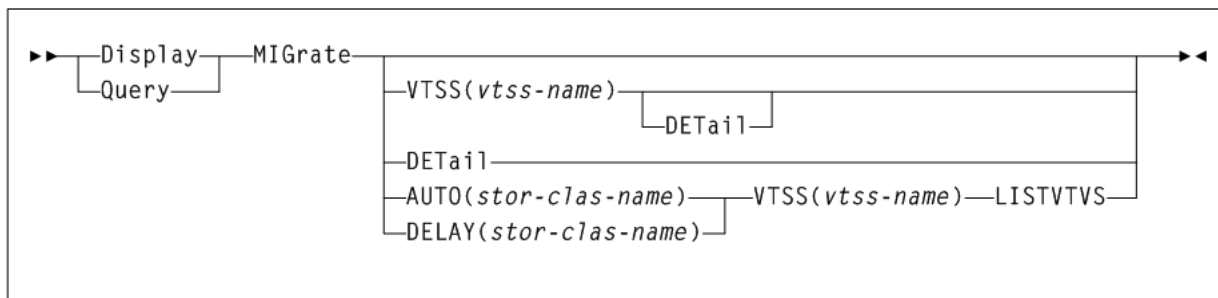 Display MIGrate
Query
VTSS(vtss-name)
DETail
DETail
AUTO(stor-clas-name) VTSS(vtss-name) LISTVTVS
DELAY(stor-clas-name)